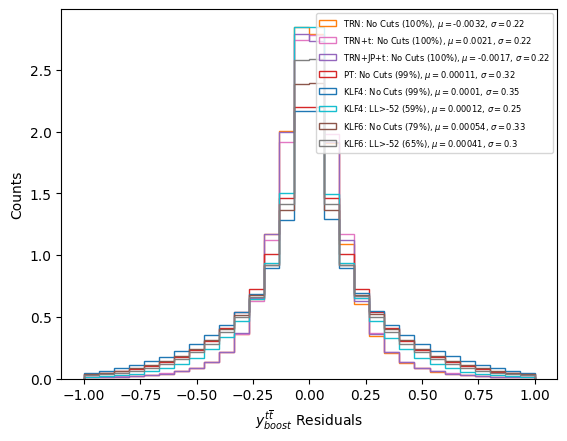 TRN: No Cuts (100%), μ = -0.0032, σ = 0.22
TRN+t: No Cuts (100%), μ = 0.0021, σ = 0.22
TRN+JP+t: No Cuts (100%), μ = -0.0017, σ = 0.22
PT: No Cuts (99%), μ = 0.00011, σ = 0.32
KLF4: No Cuts (99%), μ = 0.0001, σ = 0.35
KLF4: LL>-52 (59%), μ = 0.00012, σ = 0.25
KLF6: No Cuts (79%), μ = 0.00054, σ = 0.33
KLF6: LL>-52 (65%), μ = 0.00041, σ = 0.3
Counts
2.5
2.0
1.5
1.0
0.5
0.0
−1.00 −0.75 −0.50 −0.25 0.00 0.25 0.50 0.75 1.00
$y_{boost}^{t\bar{t}}$ Residuals